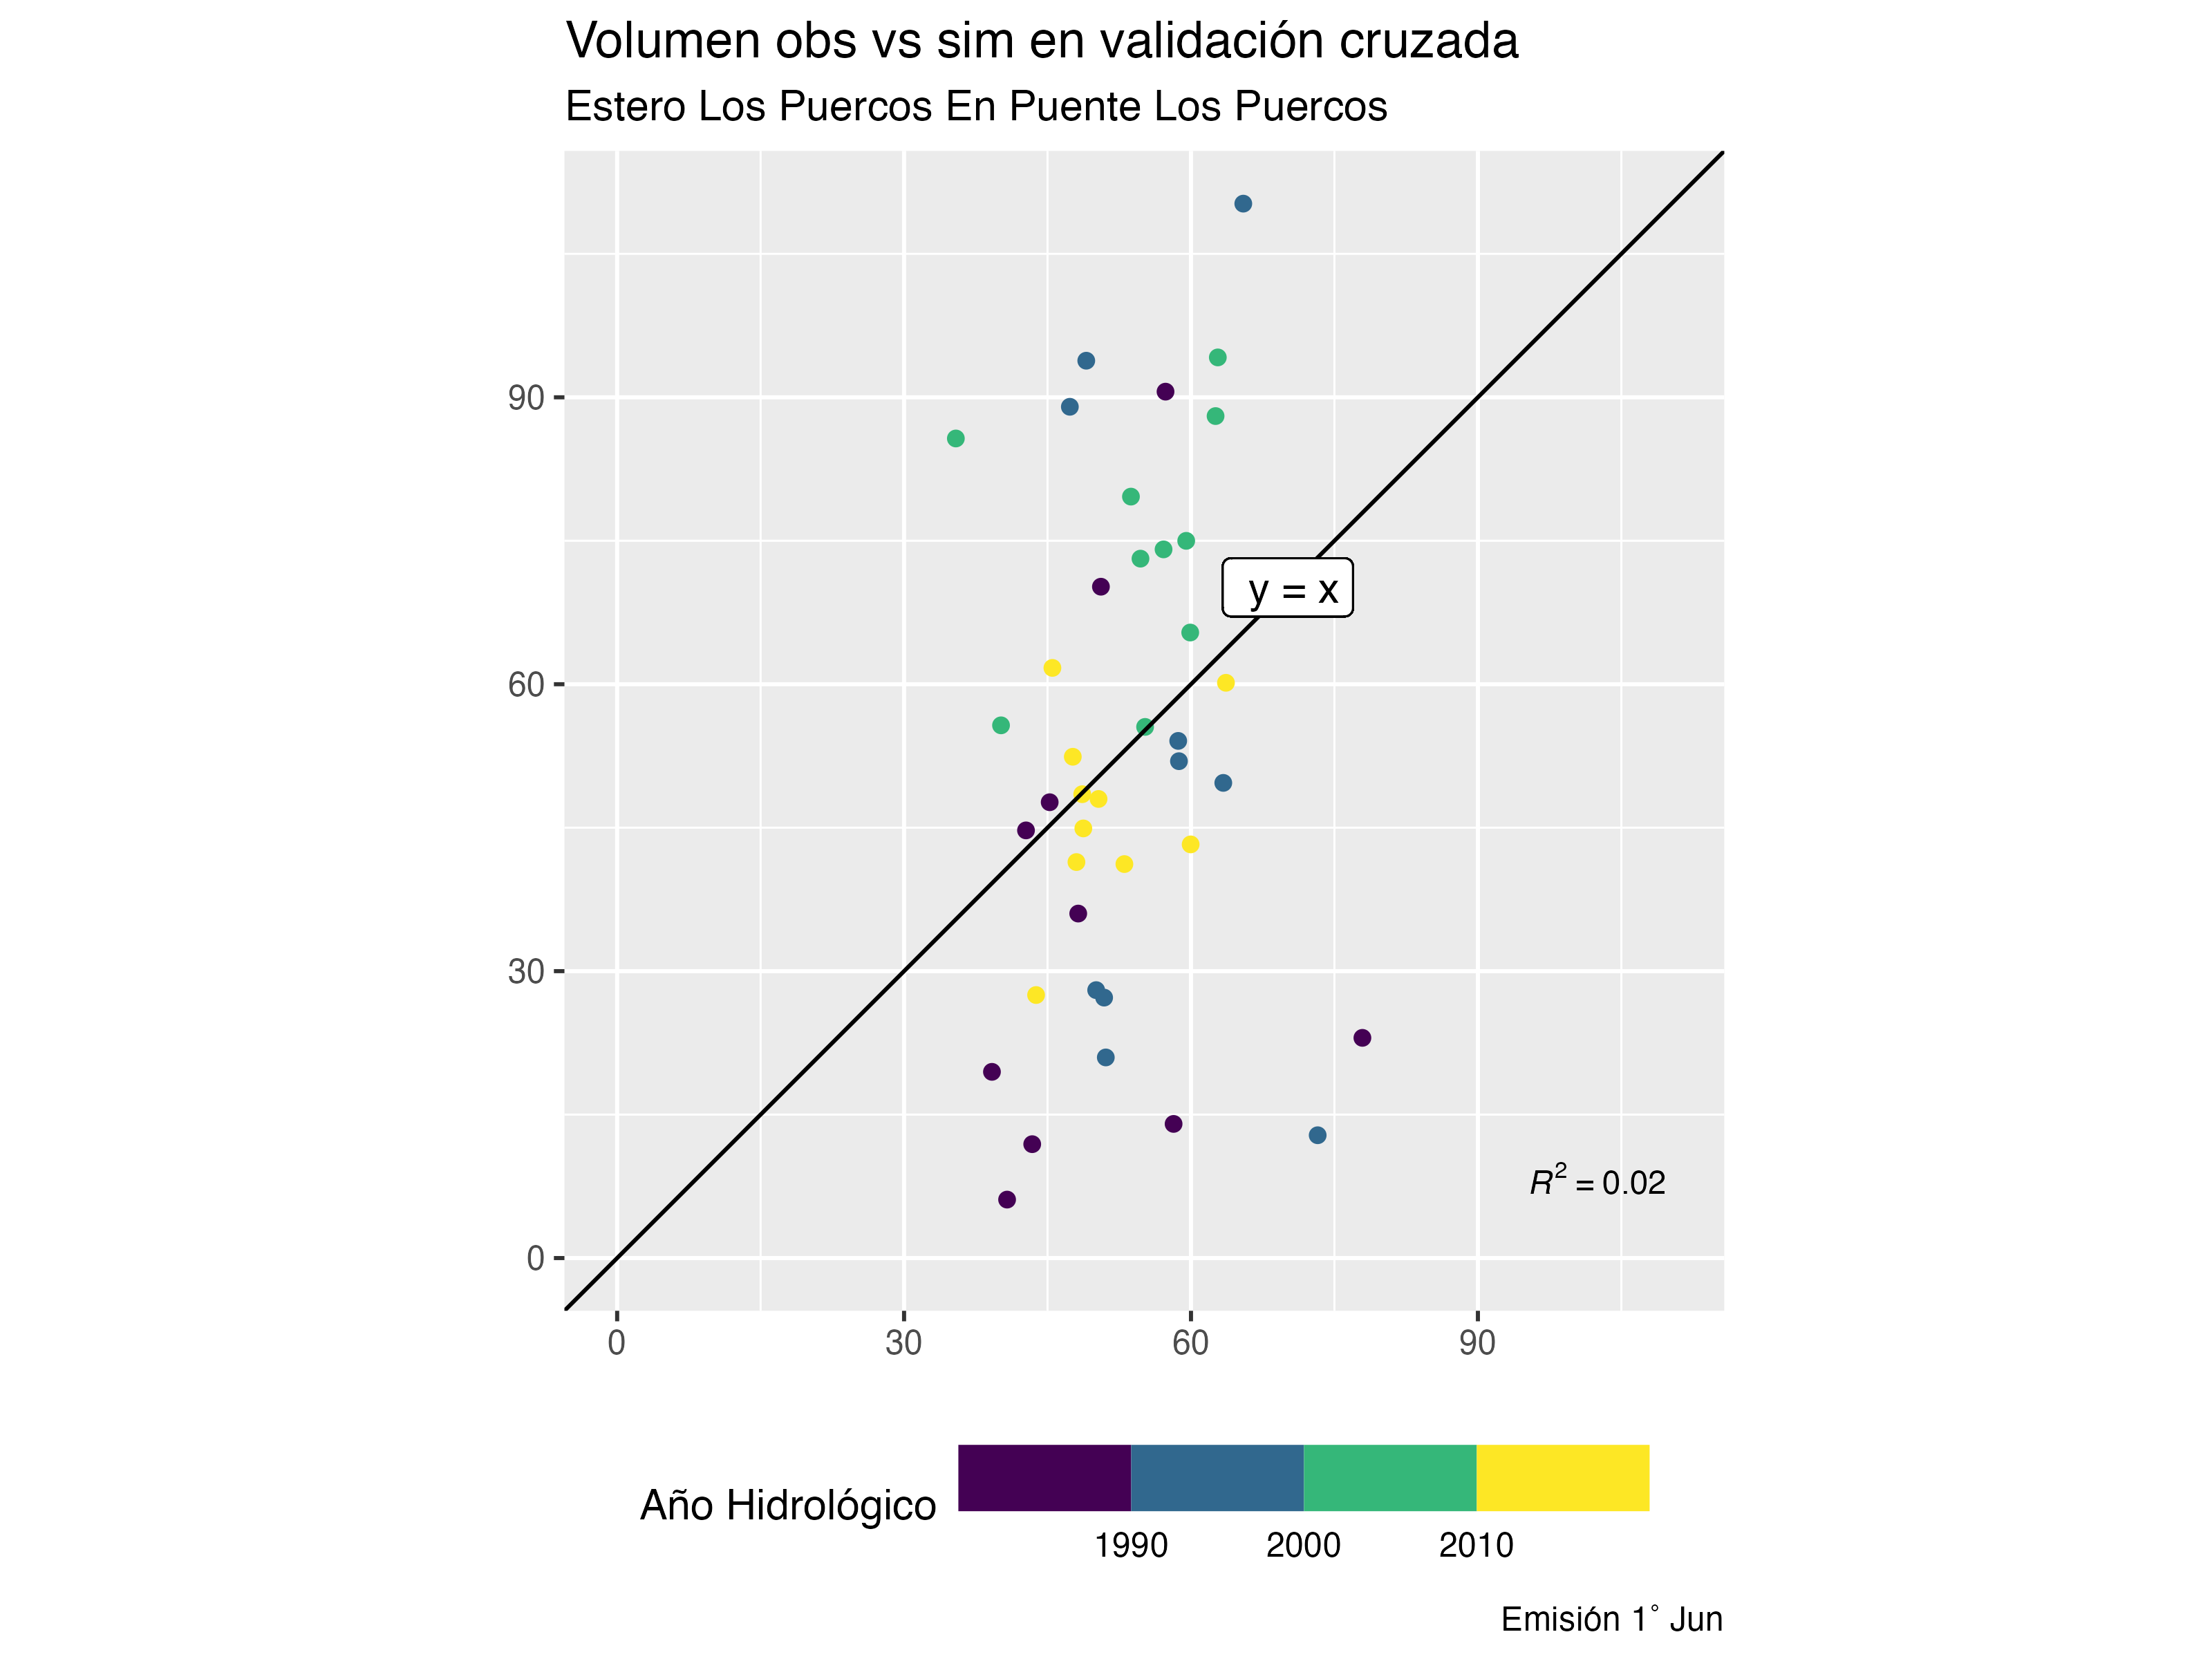 Volumen obs vs sim en validación cruzada
Estero Los Puercos En Puente Los Puercos
90
60
30
0
y = x
R² = 0.02
0 30 60 90
Año Hidrológico
1990 2000 2010
Emisión 1° Jun